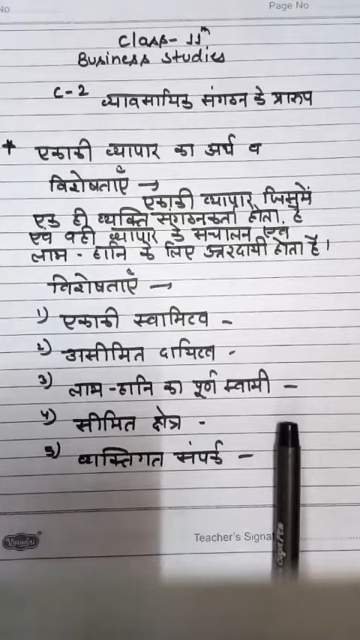 Page No
Class- 11th
Business studies
C-2 व्यावसायिक संगठन के प्रारूप
* एकाकी व्यापार का अर्थ व
विशेषताएँ →
एकाकी व्यापार जिसमें
एक ही व्यक्ति संगठनकर्ता होता है
एवं वही व्यापार के संचालन एवं
लाभ - हानि के लिए उत्तरदायी होता है।
विशेषताएँ →
1) एकाकी स्वामित्व -
2) असीमित दायित्व -
3) लाभ-हानि का पूर्ण स्वामी -
4) सीमित क्षेत्र -
5) व्यक्तिगत संपर्क -
Teacher's Signat